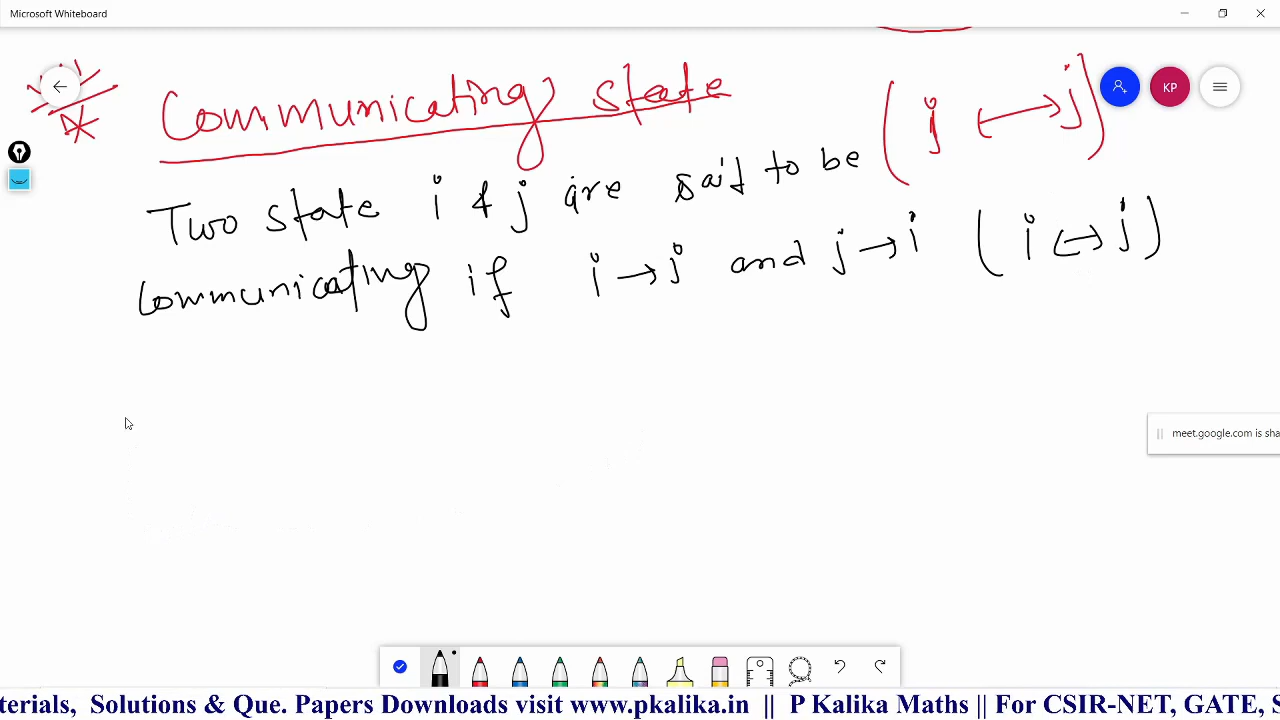 Microsoft Whiteboard
Communicating state (i ↔ j)
KP
Two state i & j are said to be
communicating if i → j and j → i (i ↔ j)
meet.google.com is sha
terials, Solutions & Que. Papers Downloads visit www.pkalika.in || P Kalika Maths || For CSIR-NET, GATE, S